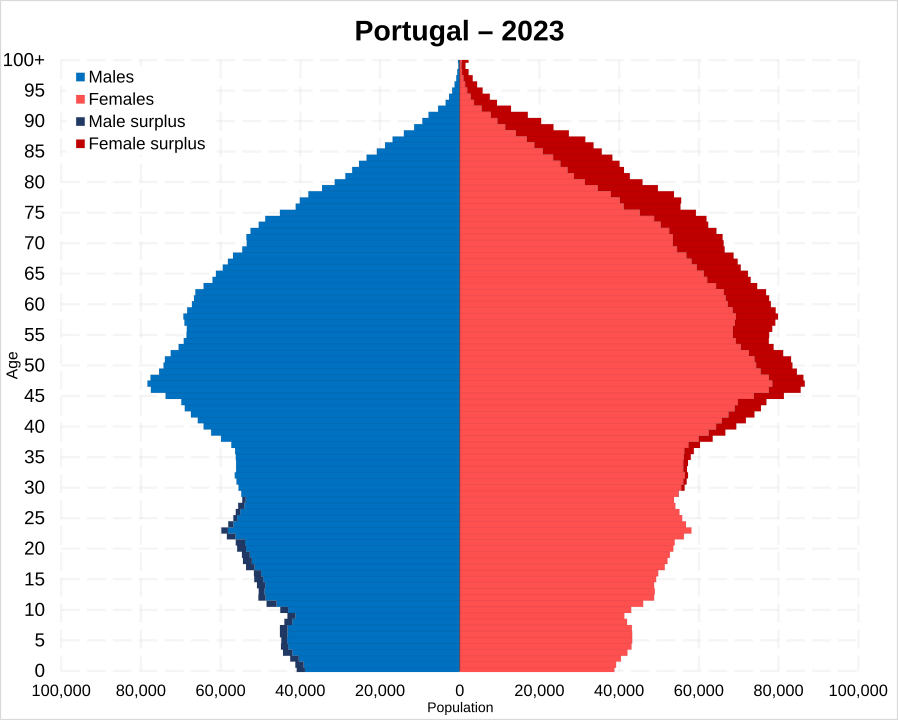 Portugal – 2023
Males
Females
Male surplus
Female surplus
100+
95
90
85
80
75
70
65
60
55
50
45
40
35
30
25
20
15
10
5
0
Age
100,000 80,000 60,000 40,000 20,000 0 20,000 40,000 60,000 80,000 100,000
Population